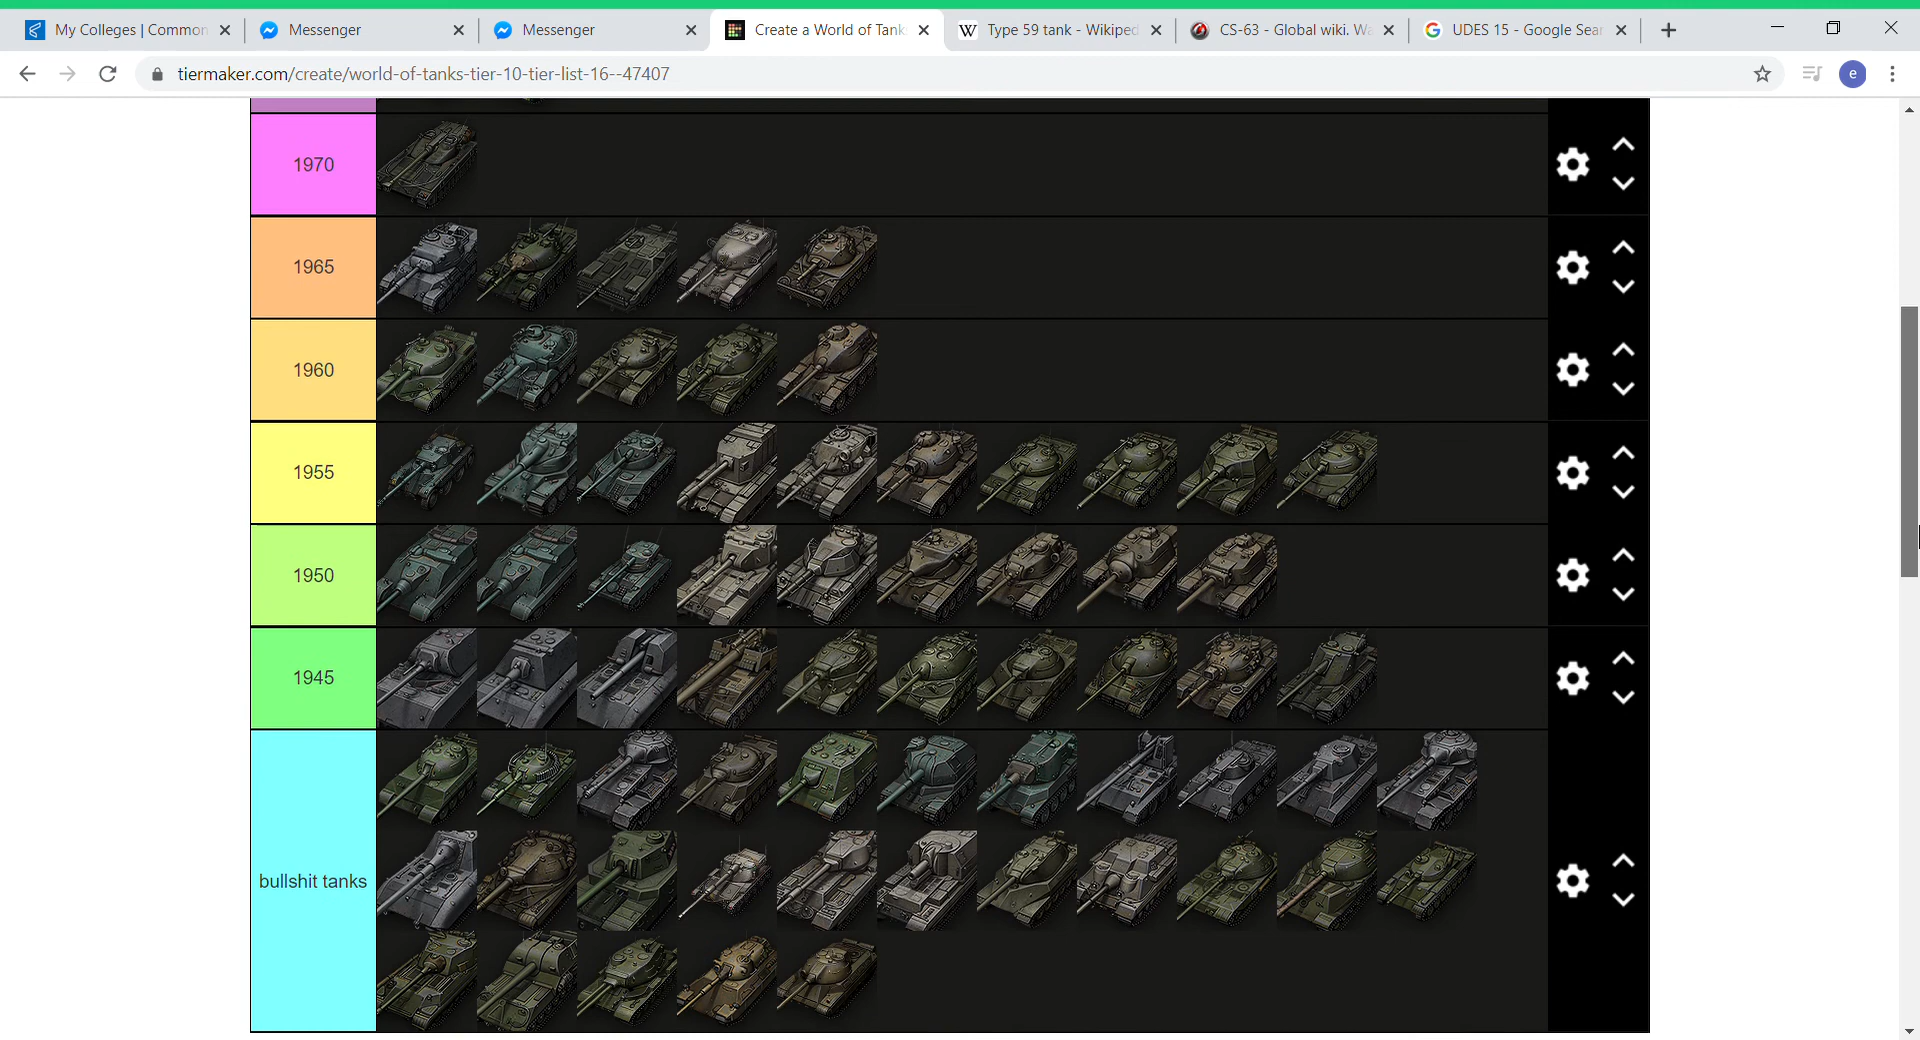 My Colleges | Common
Messenger
Messenger
Create a World of Tank
Type 59 tank - Wikiped
CS-63 - Global wiki. Wa
UDES 15 - Google Sear
tiermaker.com/create/world-of-tanks-tier-10-tier-list-16--47407
e
1970
1965
1960
1955
1950
1945
bullshit tanks